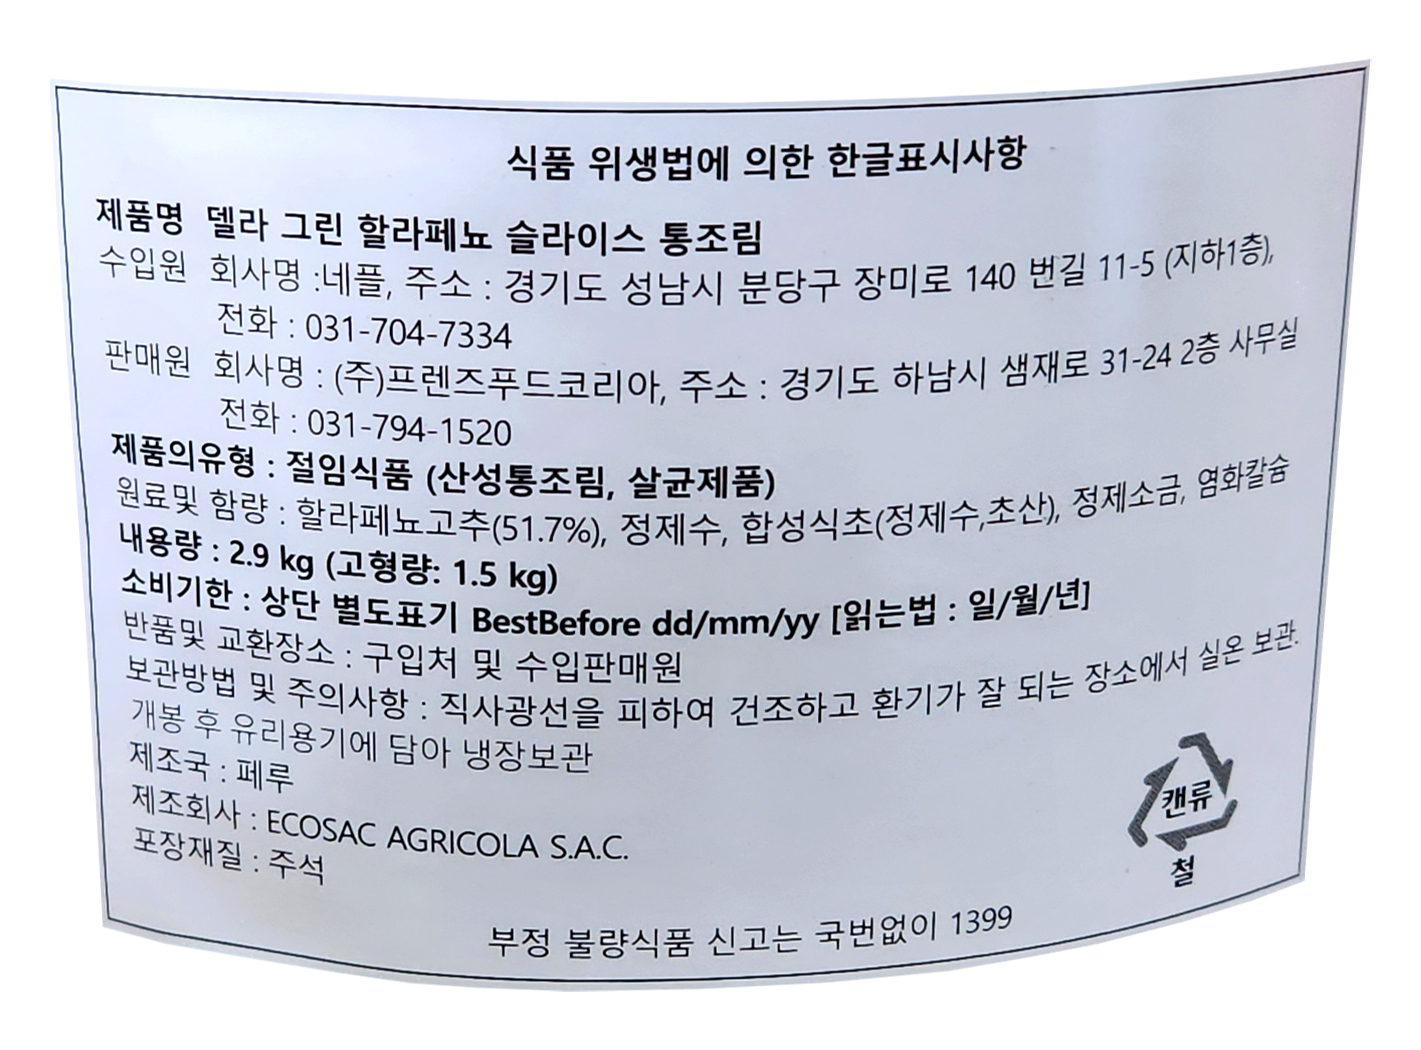 식품 위생법에 의한 한글표시사항
제품명 델라 그린 할라페뇨 슬라이스 통조림
수입원 회사명 :네플, 주소 : 경기도 성남시 분당구 장미로 140 번길 11-5 (지하1층),
전화 : 031-704-7334
판매원 회사명 : (주)프렌즈푸드코리아, 주소 : 경기도 하남시 샘재로 31-24 2층 사무실
전화 : 031-794-1520
제품의유형 : 절임식품 (산성통조림, 살균제품)
원료및 함량 : 할라페뇨고추(51.7%), 정제수, 합성식초(정제수,초산), 정제소금, 염화칼슘
내용량 : 2.9 kg (고형량: 1.5 kg)
소비기한 : 상단 별도표기 BestBefore dd/mm/yy [읽는법 : 일/월/년]
반품및 교환장소 : 구입처 및 수입판매원
보관방법 및 주의사항 : 직사광선을 피하여 건조하고 환기가 잘 되는 장소에서 실온 보관.
개봉 후 유리용기에 담아 냉장보관
제조국 : 페루
제조회사 : ECOSAC AGRICOLA S.A.C.
포장재질 : 주석
캔류
철
부정 불량식품 신고는 국번없이 1399